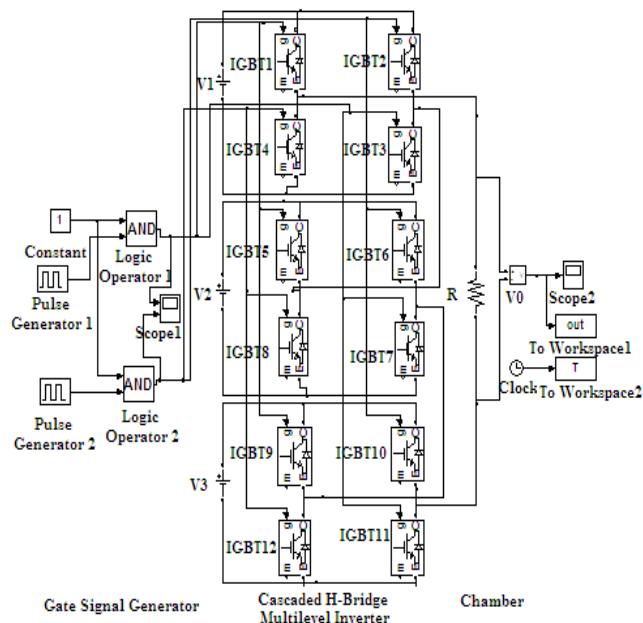 g C
m E
IGBT1
g C
m E
IGBT2
V1
g C
m E
IGBT4
g C
m E
IGBT3
1
Constant
AND
Logic
Operator 1
Pulse
Generator 1
Scope1
AND
Logic
Operator 2
Pulse
Generator 2
g C
m E
IGBT5
g C
m E
IGBT6
V2
g C
m E
IGBT8
g C
m E
IGBT7
R
+
-
v
V0
Scope2
out
To Workspace1
Clock
T
To Workspace2
g C
m E
IGBT9
g C
m E
IGBT10
V3
g C
m E
IGBT12
g C
m E
IGBT11
Gate Signal Generator
Cascaded H-Bridge
Multilevel Inverter
Chamber